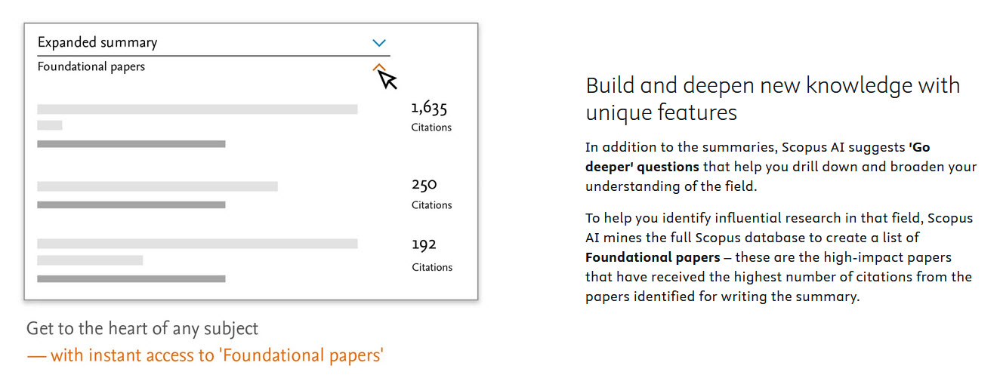 Expanded summary
Foundational papers
1,635
Citations
250
Citations
192
Citations
Get to the heart of any subject
— with instant access to 'Foundational papers'
Build and deepen new knowledge with
unique features
In addition to the summaries, Scopus AI suggests 'Go
deeper' questions that help you drill down and broaden your
understanding of the field.
To help you identify influential research in that field, Scopus
AI mines the full Scopus database to create a list of
Foundational papers – these are the high-impact papers
that have received the highest number of citations from the
papers identified for writing the summary.